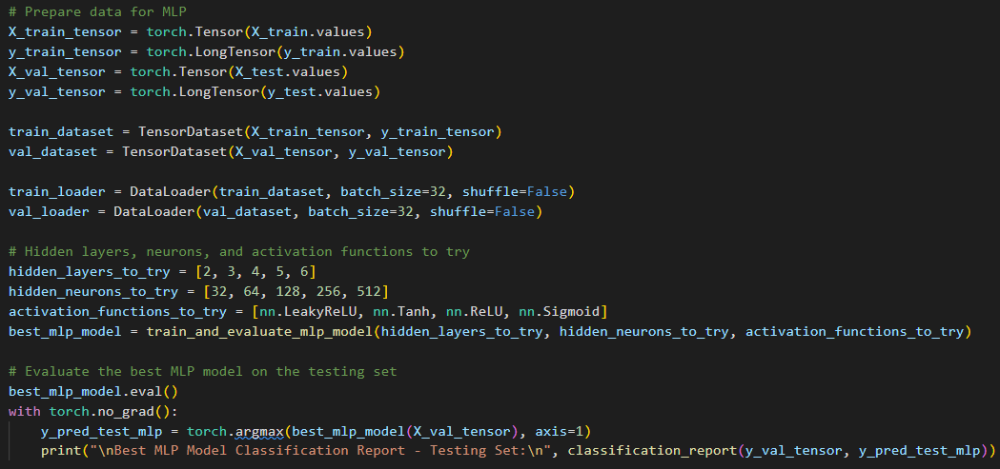 # Prepare data for MLP
X_train_tensor = torch.Tensor(X_train.values)
y_train_tensor = torch.LongTensor(y_train.values)
X_val_tensor = torch.Tensor(X_test.values)
y_val_tensor = torch.LongTensor(y_test.values)
train_dataset = TensorDataset(X_train_tensor, y_train_tensor)
val_dataset = TensorDataset(X_val_tensor, y_val_tensor)
train_loader = DataLoader(train_dataset, batch_size=32, shuffle=False)
val_loader = DataLoader(val_dataset, batch_size=32, shuffle=False)
# Hidden layers, neurons, and activation functions to try
hidden_layers_to_try = [2, 3, 4, 5, 6]
hidden_neurons_to_try = [32, 64, 128, 256, 512]
activation_functions_to_try = [nn.LeakyReLU, nn.Tanh, nn.ReLU, nn.Sigmoid]
best_mlp_model = train_and_evaluate_mlp_model(hidden_layers_to_try, hidden_neurons_to_try, activation_functions_to_try)
# Evaluate the best MLP model on the testing set
best_mlp_model.eval()
with torch.no_grad():
    y_pred_test_mlp = torch.argmax(best_mlp_model(X_val_tensor), axis=1)
    print("\nBest MLP Model Classification Report - Testing Set:\n", classification_report(y_val_tensor, y_pred_test_mlp))